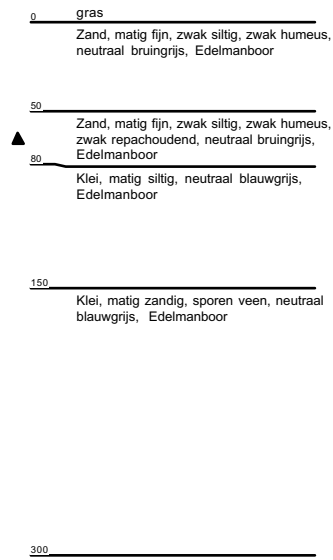 0 gras
Zand, matig fijn, zwak siltig, zwak humeus,
neutraal bruingrijs, Edelmanboor
50
Zand, matig fijn, zwak siltig, zwak humeus,
zwak repachoudend, neutraal bruingrijs,
Edelmanboor
80
Klei, matig siltig, neutraal blauwgrijs,
Edelmanboor
150
Klei, matig zandig, sporen veen, neutraal
blauwgrijs, Edelmanboor
300